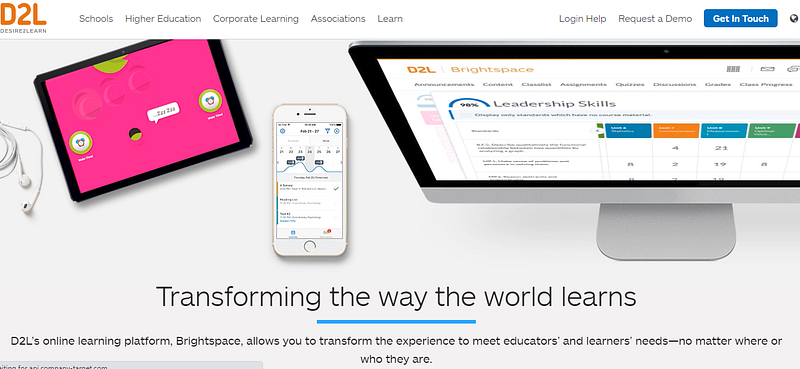 D2L
DESIRE2LEARN
Schools Higher Education Corporate Learning Associations Learn Login Help Request a Demo Get In Touch
D2L Brightspace
Announcements Content Classlist Assignments Quizzes Discussions Grades Class Progress
98% Leadership Skills
Display only standards which have no course material.
Standards
4 21
8 2 19 8
Feb 21 - 27
Transforming the way the world learns
D2L's online learning platform, Brightspace, allows you to transform the experience to meet educators' and learners' needs—no matter where or
who they are.
aiting for api.company-target.com